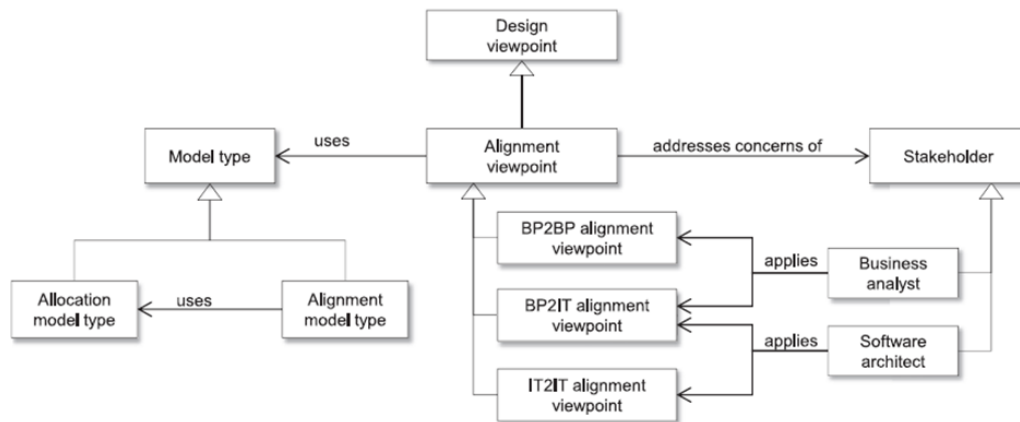 Design
viewpoint
Model type
uses
Alignment
viewpoint
addresses concerns of
Stakeholder
BP2BP alignment
viewpoint
applies
Business
analyst
Allocation
model type
uses
Alignment
model type
BP2IT alignment
viewpoint
applies
Software
architect
IT2IT alignment
viewpoint